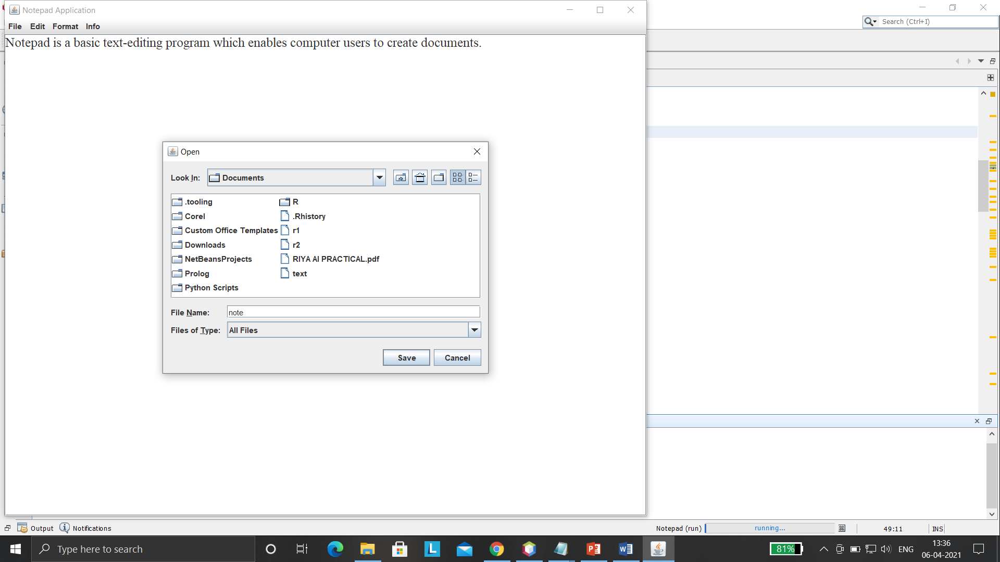 Notepad Application
File Edit Format Info
Search (Ctrl+I)
Notepad is a basic text-editing program which enables computer users to create documents.
Open
Look In: Documents
.tooling
Corel
Custom Office Templates
Downloads
NetBeansProjects
Prolog
Python Scripts
R
.Rhistory
r1
r2
RIYA AI PRACTICAL.pdf
text
File Name: note
Files of Type: All Files
Save Cancel
Output Notifications
Notepad (run) running... 49:11 INS
Type here to search
L
P
W
81%
ENG
13:36
06-04-2021